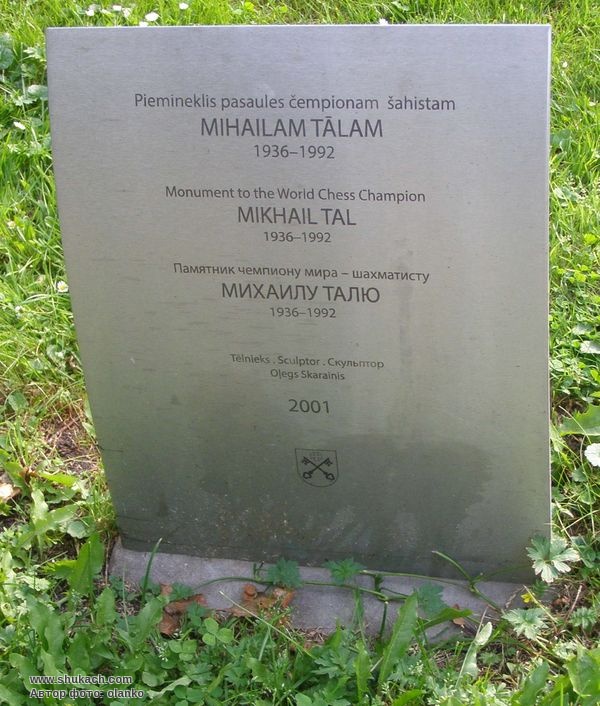 Piemineklis pasaules čempionam šahistam
MIHAILAM TĀLAM
1936–1992
Monument to the World Chess Champion
MIKHAIL TAL
1936–1992
Памятник чемпиону мира – шахматисту
МИХАИЛУ ТАЛЮ
1936–1992
Tēlnieks . Sculptor . Скульптор
Oļegs Skarainis
2001
www.shukach.com
Автор фото: olanko